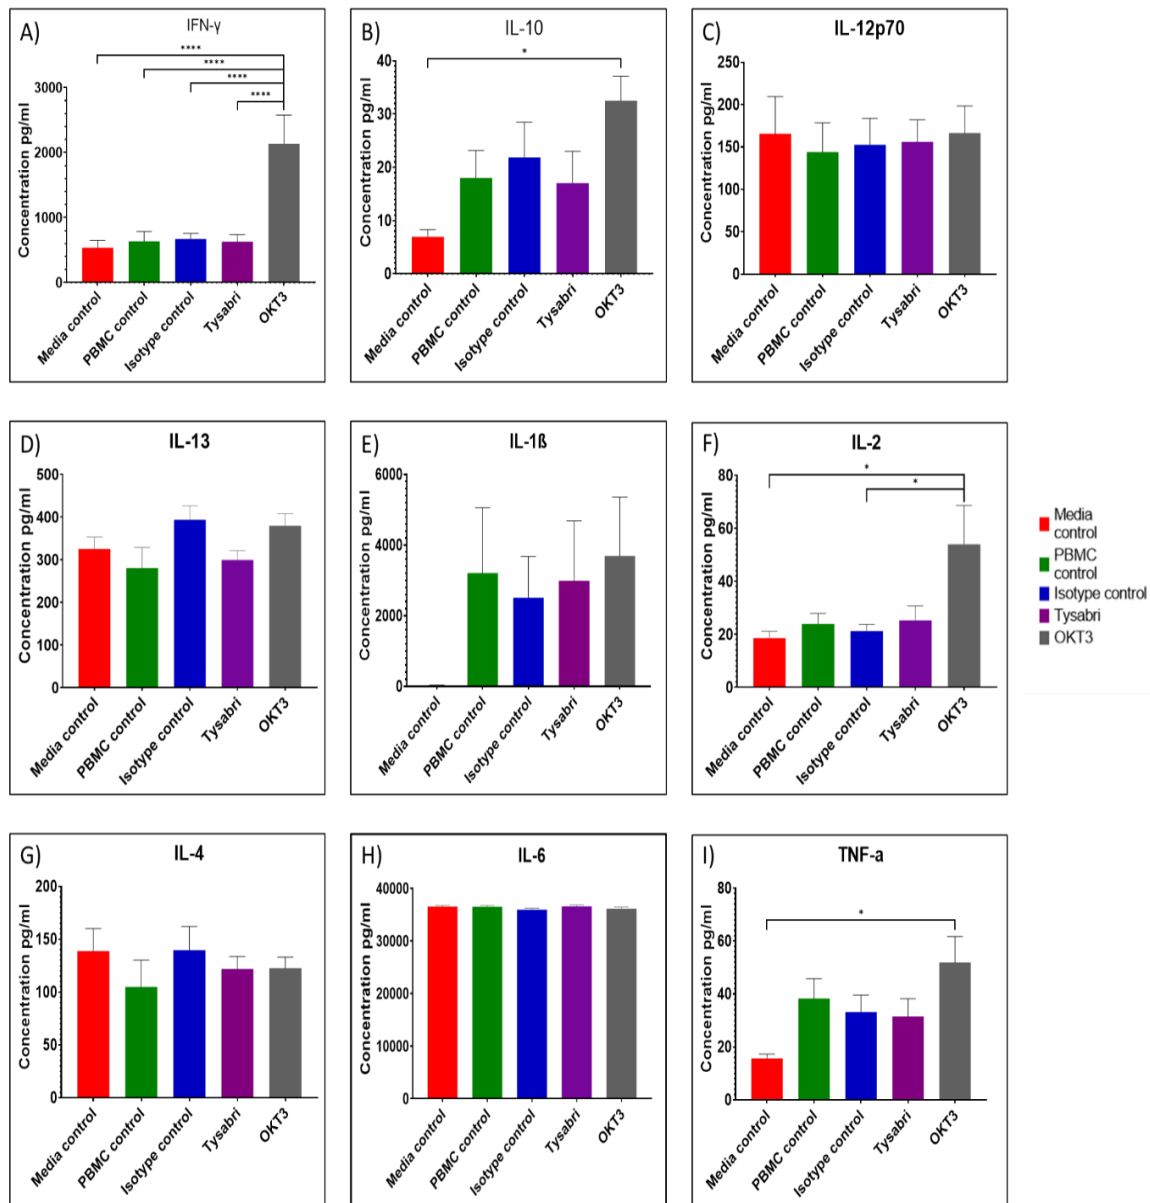 A) IFN-γ
****
****
****
****
Concentration pg/ml
3000
2000
1000
0
Media control
PBMC control
Isotype control
Tysabri
OKT3
B) IL-10
*
Concentration pg/ml
40
30
20
10
0
Media control
PBMC control
Isotype control
Tysabri
OKT3
C) IL-12p70
Concentration pg/ml
250
200
150
100
50
0
Media control
PBMC control
Isotype control
Tysabri
OKT3
D) IL-13
Concentration pg/ml
500
400
300
200
100
0
Media control
PBMC control
Isotype control
Tysabri
OKT3
E) IL-1ß
Concentration pg/ml
6000
4000
2000
0
Media control
PBMC control
Isotype control
Tysabri
OKT3
F) IL-2
*
*
Concentration pg/ml
80
60
40
20
0
Media control
PBMC control
Isotype control
Tysabri
OKT3
Media
control
PBMC
control
Isotype control
Tysabri
OKT3
G) IL-4
Concentration pg/ml
200
150
100
50
0
Media control
PBMC control
Isotype control
Tysabri
OKT3
H) IL-6
Concentration pg/ml
40000
30000
20000
10000
0
Media control
PBMC control
Isotype control
Tysabri
OKT3
I) TNF-a
*
Concentration pg/ml
80
60
40
20
0
Media control
PBMC control
Isotype control
Tysabri
OKT3